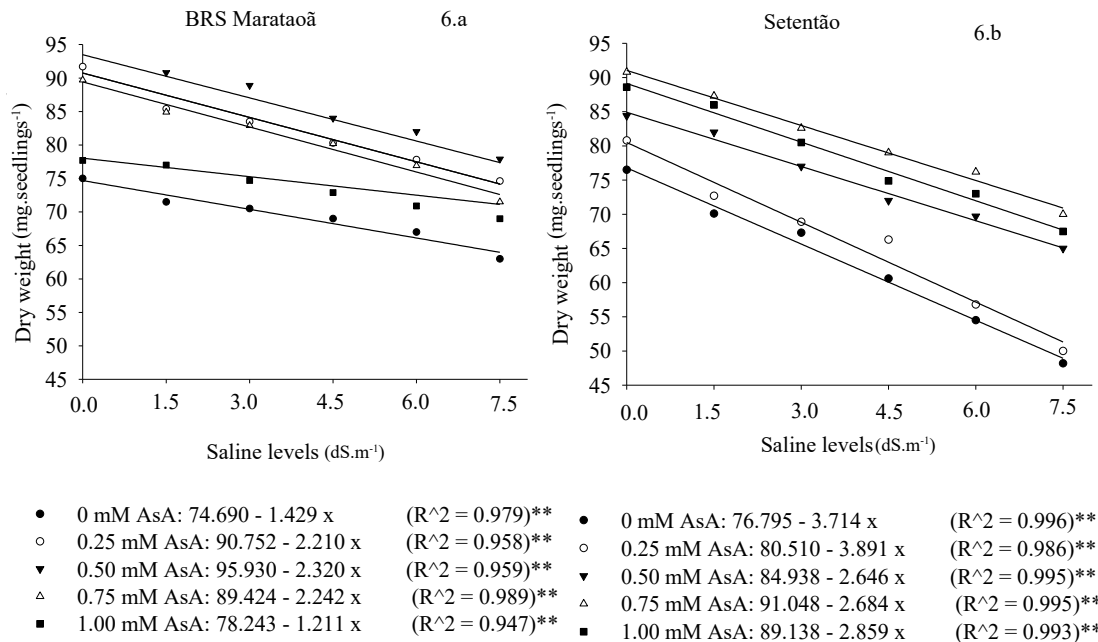 BRS Marataoã 6.a
Dry weight (mg.seedlings-1)
95
90
85
80
75
70
65
60
55
50
45
0.0 1.5 3.0 4.5 6.0 7.5
Saline levels (dS.m-1)
● 0 mM AsA: 74.690 - 1.429 x (R^2 = 0.979)**
○ 0.25 mM AsA: 90.752 - 2.210 x (R^2 = 0.958)**
▼ 0.50 mM AsA: 95.930 - 2.320 x (R^2 = 0.959)**
△ 0.75 mM AsA: 89.424 - 2.242 x (R^2 = 0.989)**
■ 1.00 mM AsA: 78.243 - 1.211 x (R^2 = 0.947)**
Setentão 6.b
Dry weight (mg.seedlings-1)
95
90
85
80
75
70
65
60
55
50
45
0.0 1.5 3.0 4.5 6.0 7.5
Saline levels (dS.m-1)
● 0 mM AsA: 76.795 - 3.714 x (R^2 = 0.996)**
○ 0.25 mM AsA: 80.510 - 3.891 x (R^2 = 0.986)**
▼ 0.50 mM AsA: 84.938 - 2.646 x (R^2 = 0.995)**
△ 0.75 mM AsA: 91.048 - 2.684 x (R^2 = 0.995)**
■ 1.00 mM AsA: 89.138 - 2.859 x (R^2 = 0.993)**